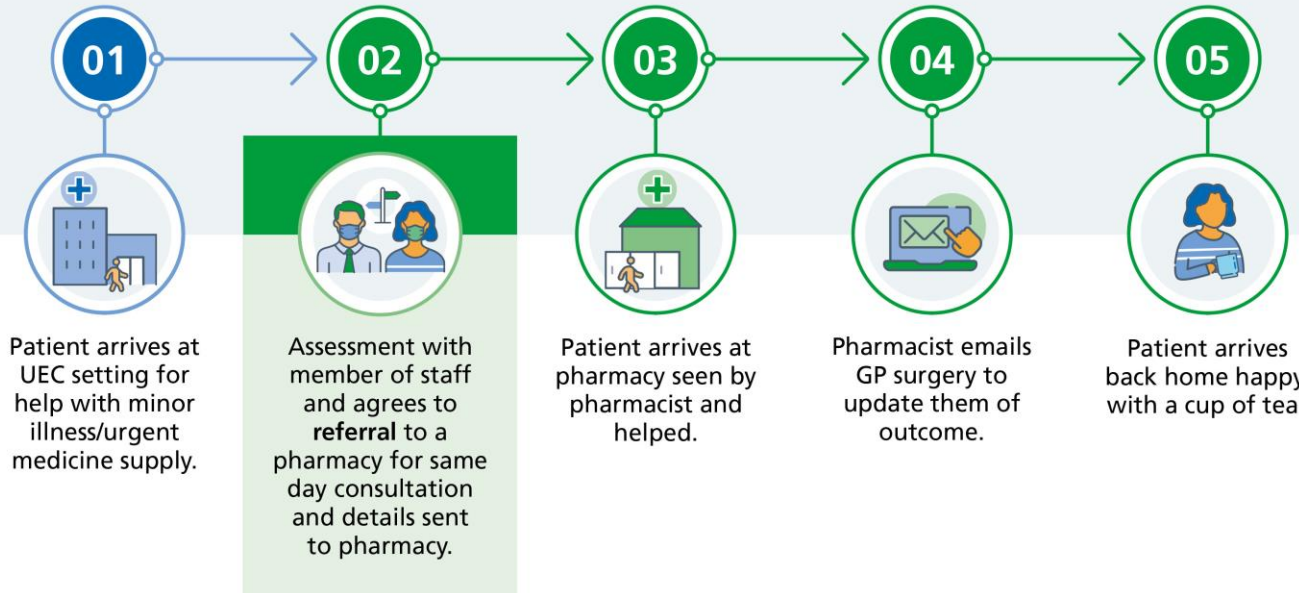 01
02
03
04
05
Patient arrives at
UEC setting for
help with minor
illness/urgent
medicine supply.
Assessment with
member of staff
and agrees to
referral to a
pharmacy for same
day consultation
and details sent
to pharmacy.
Patient arrives at
pharmacy seen by
pharmacist and
helped.
Pharmacist emails
GP surgery to
update them of
outcome.
Patient arrives
back home happy
with a cup of tea